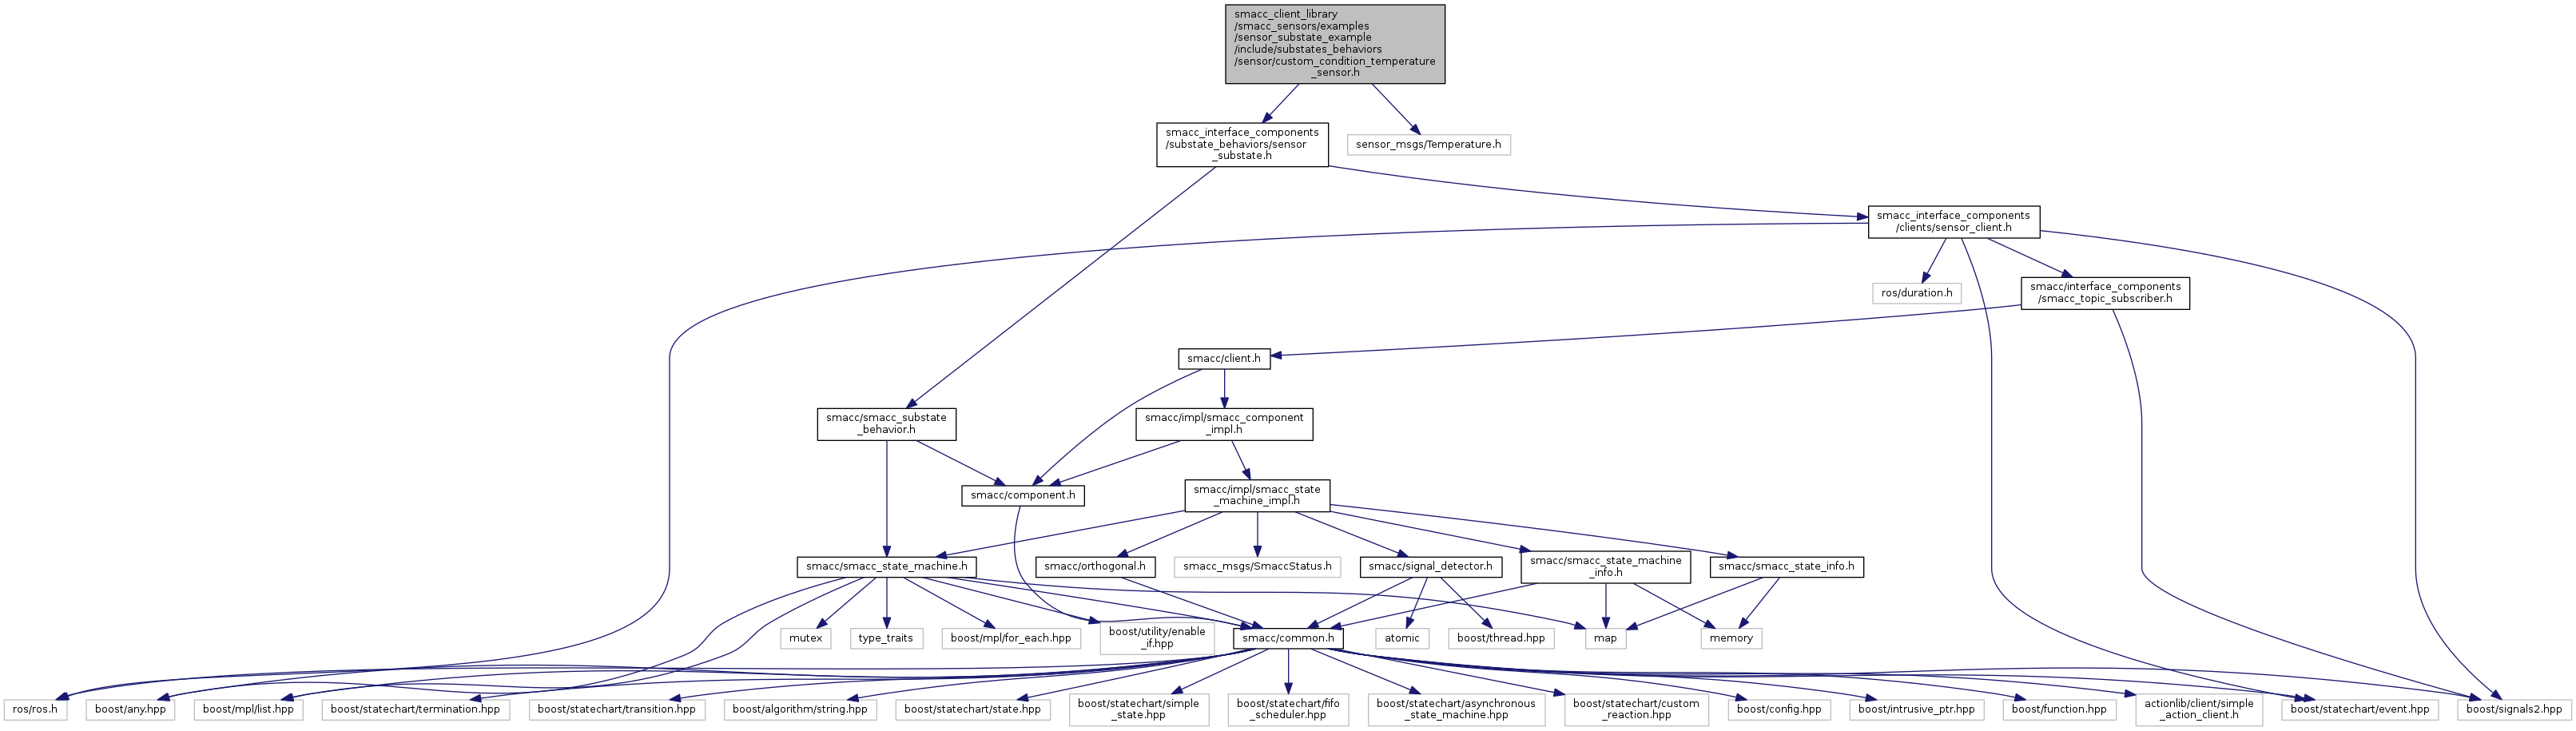 smacc_client_library
/smacc_sensors/examples
/sensor_substate_example
/include/substates_behaviors
/sensor/custom_condition_temperature
_sensor.h
smacc_interface_components
/substate_behaviors/sensor
_substate.h
sensor_msgs/Temperature.h
smacc_interface_components
/clients/sensor_client.h
ros/duration.h
smacc/interface_components
/smacc_topic_subscriber.h
smacc/client.h
smacc/smacc_substate
_behavior.h
smacc/impl/smacc_component
_impl.h
smacc/component.h
smacc/impl/smacc_state
_machine_impl.h
smacc/smacc_state_machine.h
smacc/orthogonal.h
smacc_msgs/SmaccStatus.h
smacc/signal_detector.h
smacc/smacc_state_machine
_info.h
smacc/smacc_state_info.h
mutex
type_traits
boost/mpl/for_each.hpp
boost/utility/enable
_if.hpp
smacc/common.h
atomic
boost/thread.hpp
map
memory
ros/ros.h
boost/any.hpp
boost/mpl/list.hpp
boost/statechart/termination.hpp
boost/statechart/transition.hpp
boost/algorithm/string.hpp
boost/statechart/state.hpp
boost/statechart/simple
_state.hpp
boost/statechart/fifo
_scheduler.hpp
boost/statechart/asynchronous
_state_machine.hpp
boost/statechart/custom
_reaction.hpp
boost/config.hpp
boost/intrusive_ptr.hpp
boost/function.hpp
actionlib/client/simple
_action_client.h
boost/statechart/event.hpp
boost/signals2.hpp